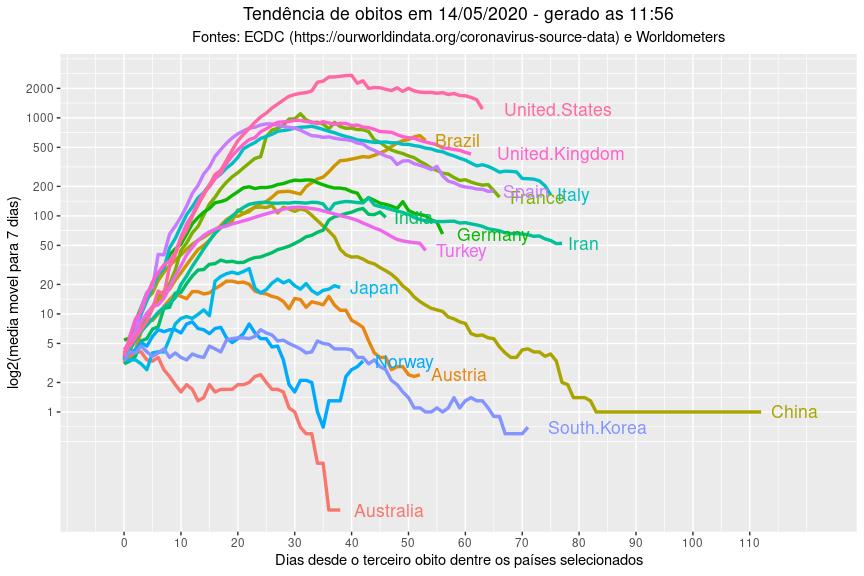 Tendência de obitos em 14/05/2020 - gerado as 11:56
Fontes: ECDC (https://ourworldindata.org/coronavirus-source-data) e Worldometers
log2(media movel para 7 dias)
2000
1000
500
200
100
50
20
10
5
2
1
United.States
Brazil
United.Kingdom
Spain
Italy
France
India
Germany
Iran
Turkey
Japan
Norway
Austria
China
South.Korea
Australia
0 10 20 30 40 50 60 70 80 90 100 110
Dias desde o terceiro obito dentre os países selecionados